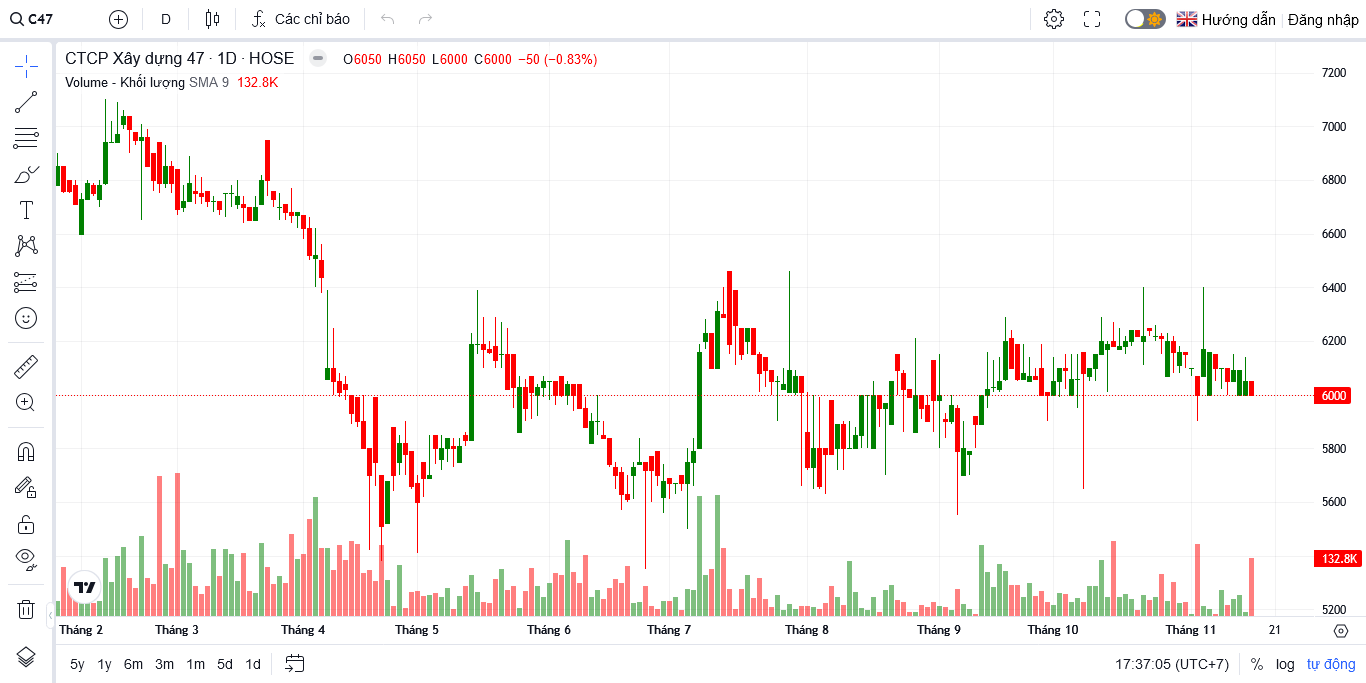 C47 D Các chỉ báo Hướng dẫn Đăng nhập
CTCP Xây dựng 47 · 1D · HOSE O6050 H6050 L6000 C6000 −50 (−0.83%)
Volume - Khối lượng SMA 9 132.8K
7200
7000
6800
6600
6400
6200
6000
5800
5600
132.8K
5200
Tháng 2 Tháng 3 Tháng 4 Tháng 5 Tháng 6 Tháng 7 Tháng 8 Tháng 9 Tháng 10 Tháng 11 21
5y 1y 6m 3m 1m 5d 1d 17:37:05 (UTC+7) % log tự động